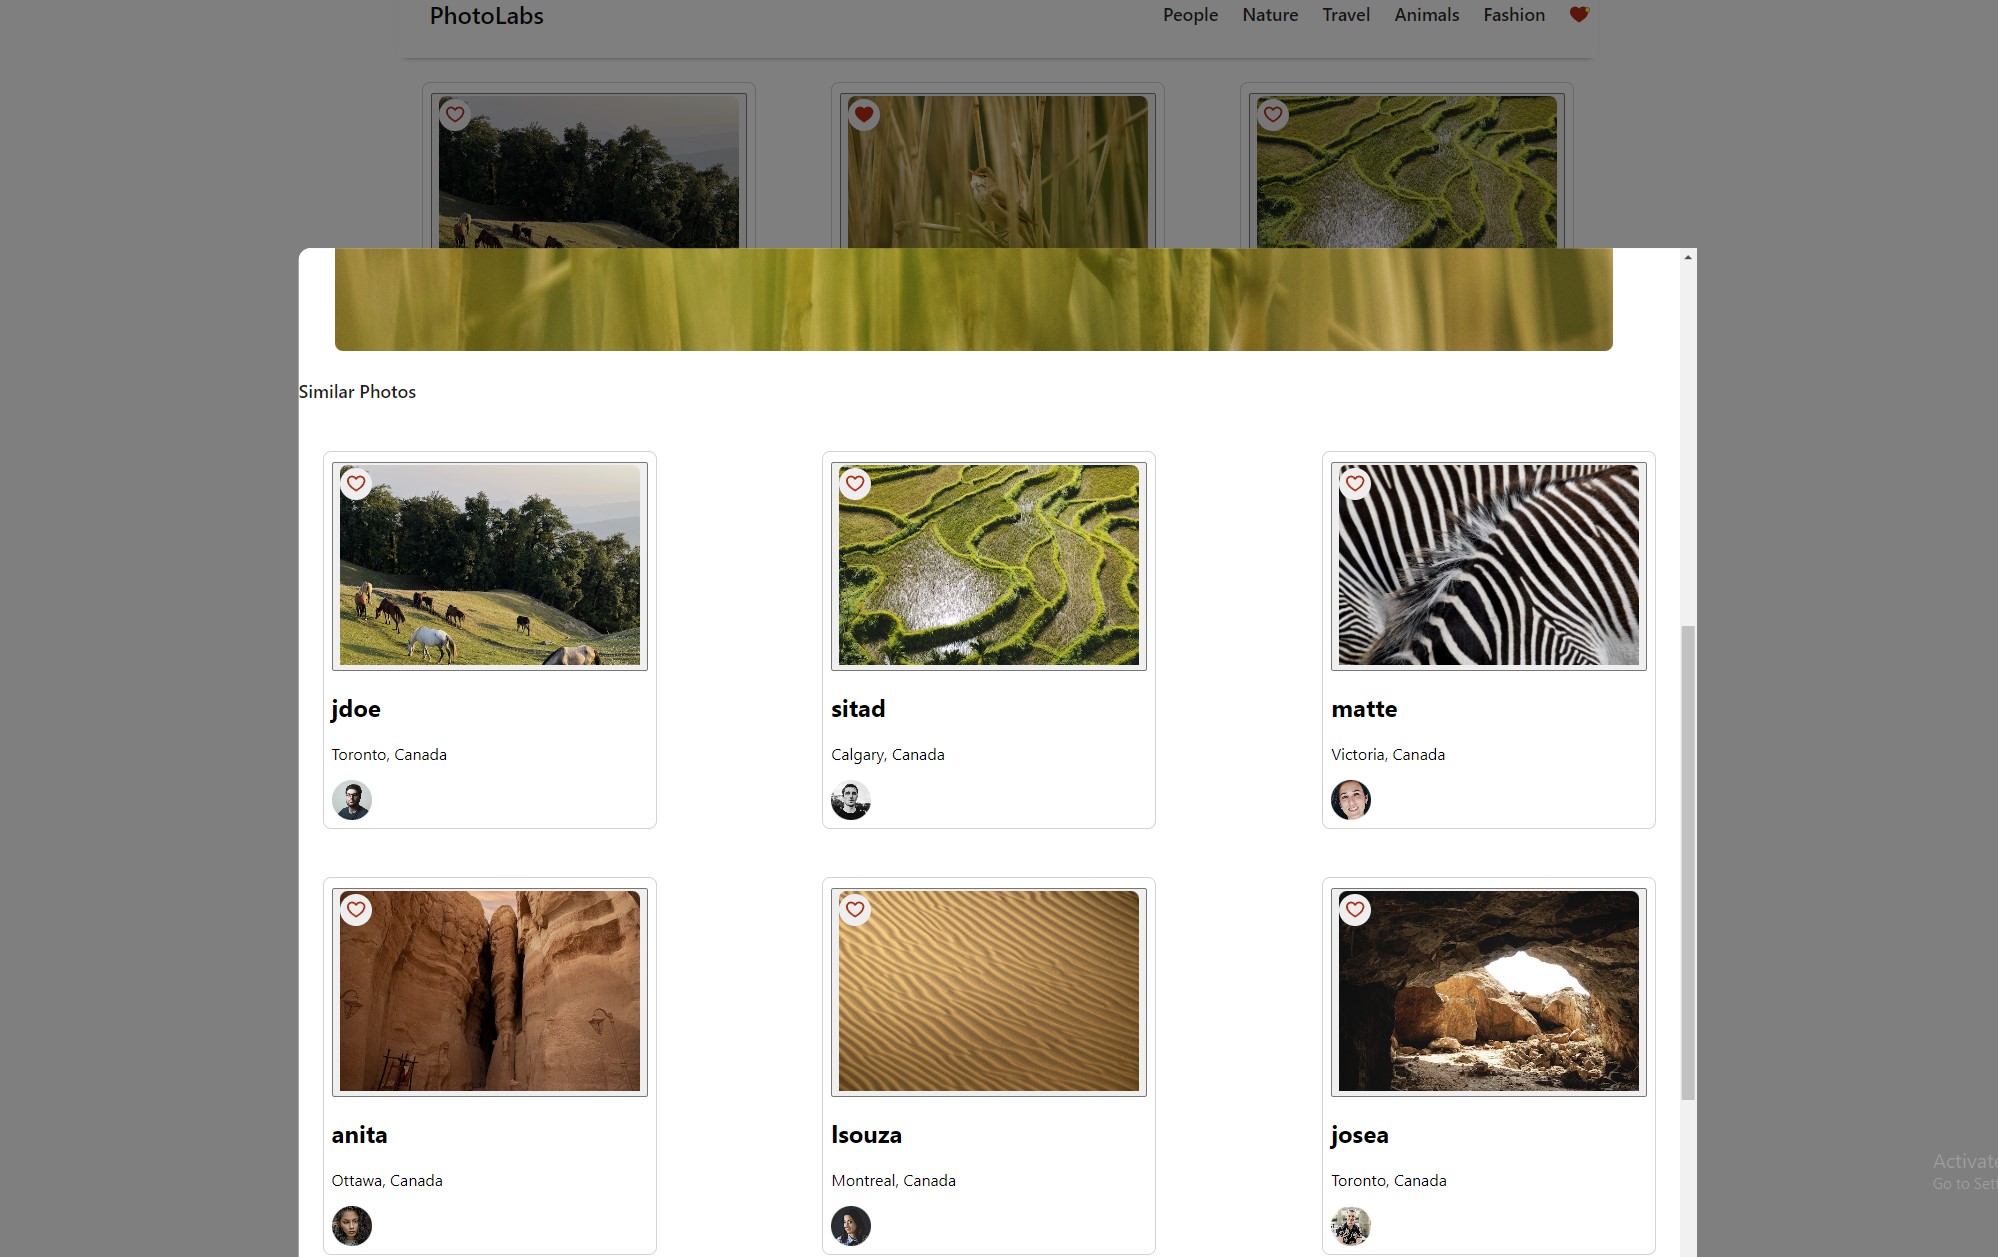 PhotoLabs
People Nature Travel Animals Fashion
Similar Photos
jdoe
Toronto, Canada
sitad
Calgary, Canada
matte
Victoria, Canada
anita
Ottawa, Canada
lsouza
Montreal, Canada
josea
Toronto, Canada
Activate
Go to Sett